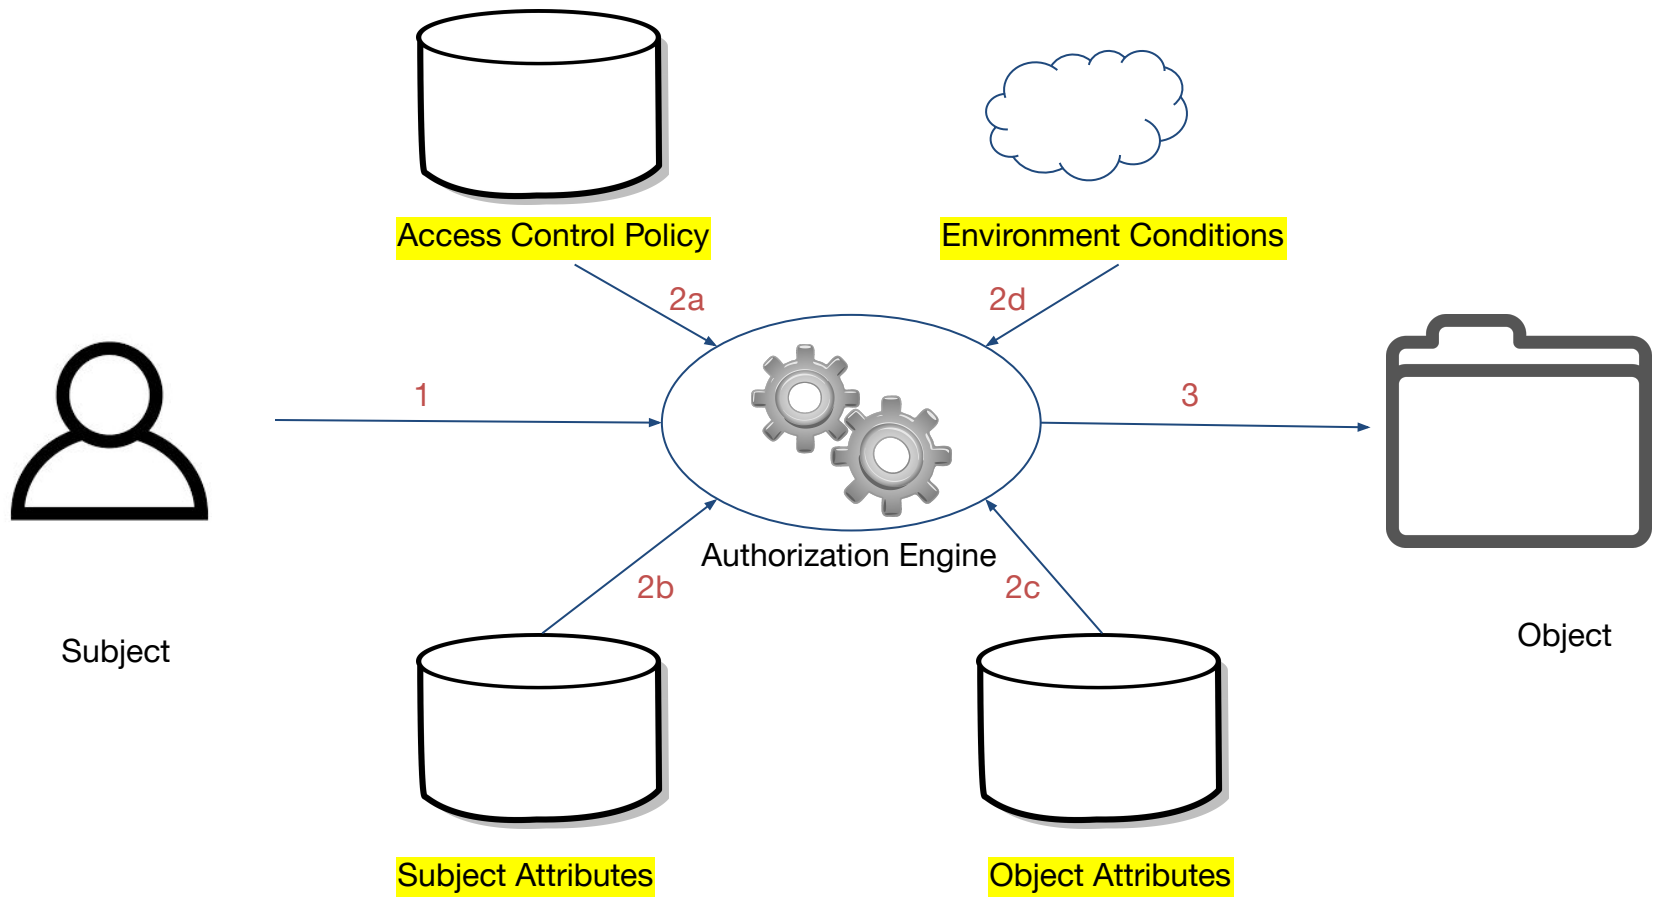 Access Control Policy
Environment Conditions
2a
2d
1
3
Authorization Engine
2b
2c
Subject
Object
Subject Attributes
Object Attributes